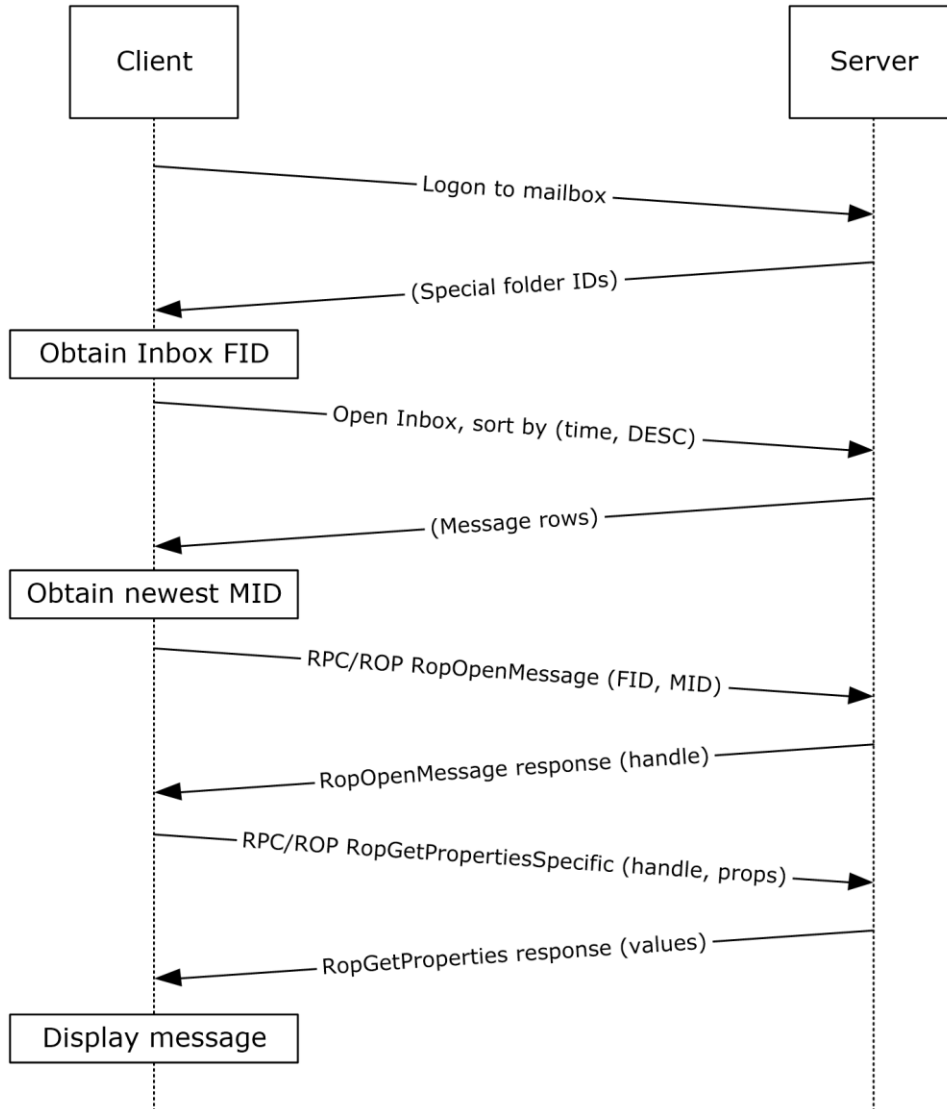 Client
Server
Logon to mailbox
(Special folder IDs)
Obtain Inbox FID
Open Inbox, sort by (time, DESC)
(Message rows)
Obtain newest MID
RPC/ROP RopOpenMessage (FID, MID)
RopOpenMessage response (handle)
RPC/ROP RopGetPropertiesSpecific (handle, props)
RopGetProperties response (values)
Display message